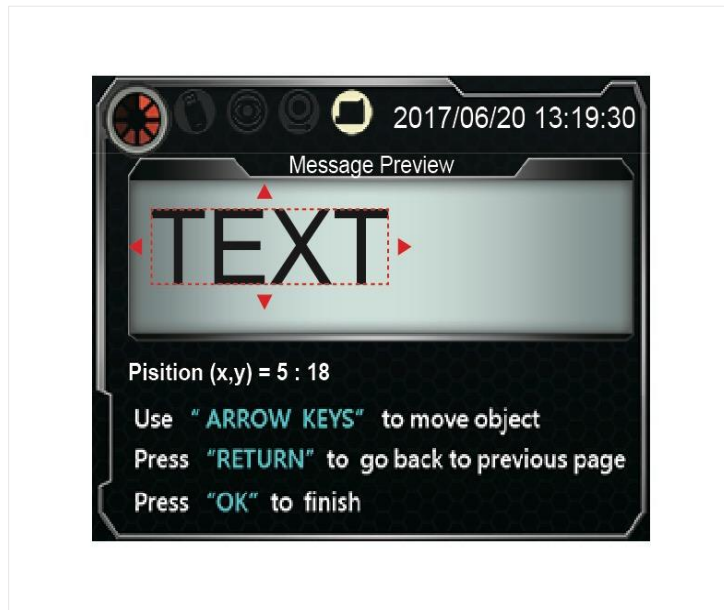 2017/06/20 13:19:30
Message Preview
TEXT
Pisition (x,y) = 5 : 18
Use “ ARROW KEYS” to move object
Press “RETURN” to go back to previous page
Press “OK” to finish